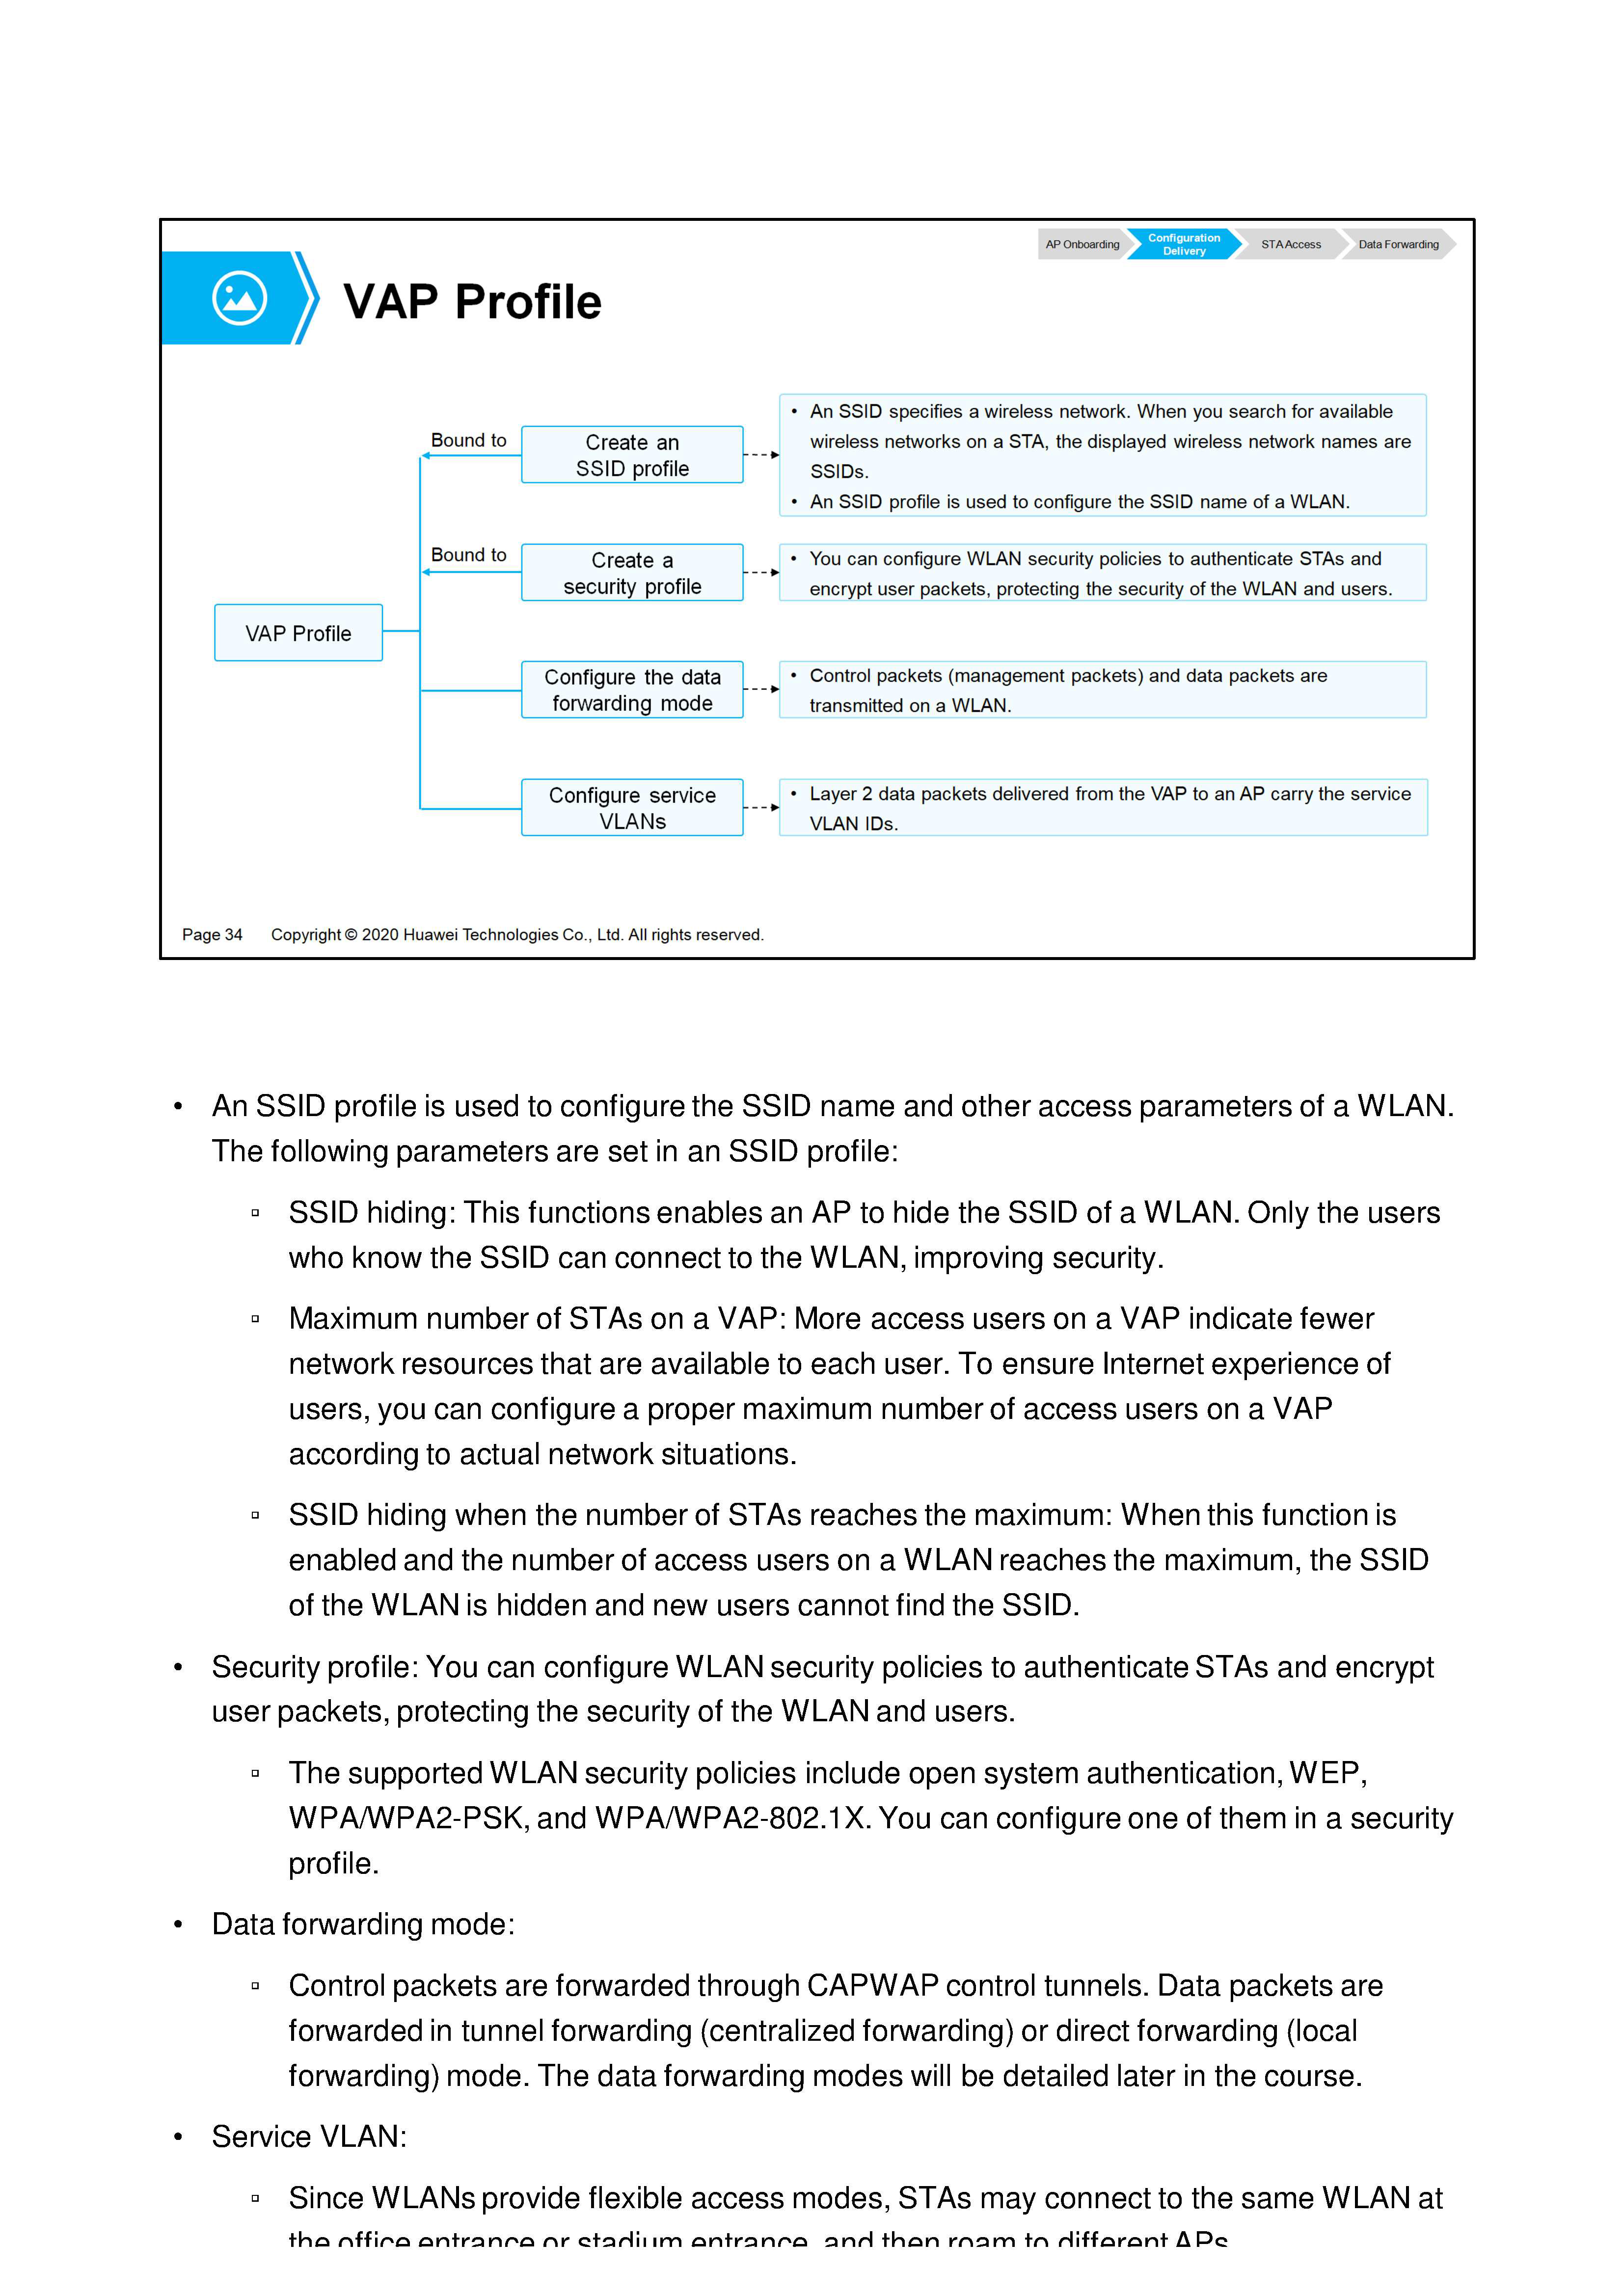 AP Onboarding
Configuration
Delivery
STA Access
Data Forwarding
VAP Profile
Bound to
Create an
SSID profile
• An SSID specifies a wireless network. When you search for available
wireless networks on a STA, the displayed wireless network names are
SSIDs.
• An SSID profile is used to configure the SSID name of a WLAN.
Bound to
Create a
security profile
• You can configure WLAN security policies to authenticate STAs and
encrypt user packets, protecting the security of the WLAN and users.
VAP Profile
Configure the data
forwarding mode
• Control packets (management packets) and data packets are
transmitted on a WLAN.
Configure service
VLANs
• Layer 2 data packets delivered from the VAP to an AP carry the service
VLAN IDs.
Page 34 Copyright © 2020 Huawei Technologies Co., Ltd. All rights reserved.
• An SSID profile is used to configure the SSID name and other access parameters of a WLAN.
The following parameters are set in an SSID profile:
▫ SSID hiding: This functions enables an AP to hide the SSID of a WLAN. Only the users
who know the SSID can connect to the WLAN, improving security.
▫ Maximum number of STAs on a VAP: More access users on a VAP indicate fewer
network resources that are available to each user. To ensure Internet experience of
users, you can configure a proper maximum number of access users on a VAP
according to actual network situations.
▫ SSID hiding when the number of STAs reaches the maximum: When this function is
enabled and the number of access users on a WLAN reaches the maximum, the SSID
of the WLAN is hidden and new users cannot find the SSID.
• Security profile: You can configure WLAN security policies to authenticate STAs and encrypt
user packets, protecting the security of the WLAN and users.
▫ The supported WLAN security policies include open system authentication, WEP,
WPA/WPA2-PSK, and WPA/WPA2-802.1X. You can configure one of them in a security
profile.
• Data forwarding mode:
▫ Control packets are forwarded through CAPWAP control tunnels. Data packets are
forwarded in tunnel forwarding (centralized forwarding) or direct forwarding (local
forwarding) mode. The data forwarding modes will be detailed later in the course.
• Service VLAN:
▫ Since WLANs provide flexible access modes, STAs may connect to the same WLAN at
the office entrance or stadium entrance, and then roam to different APs.